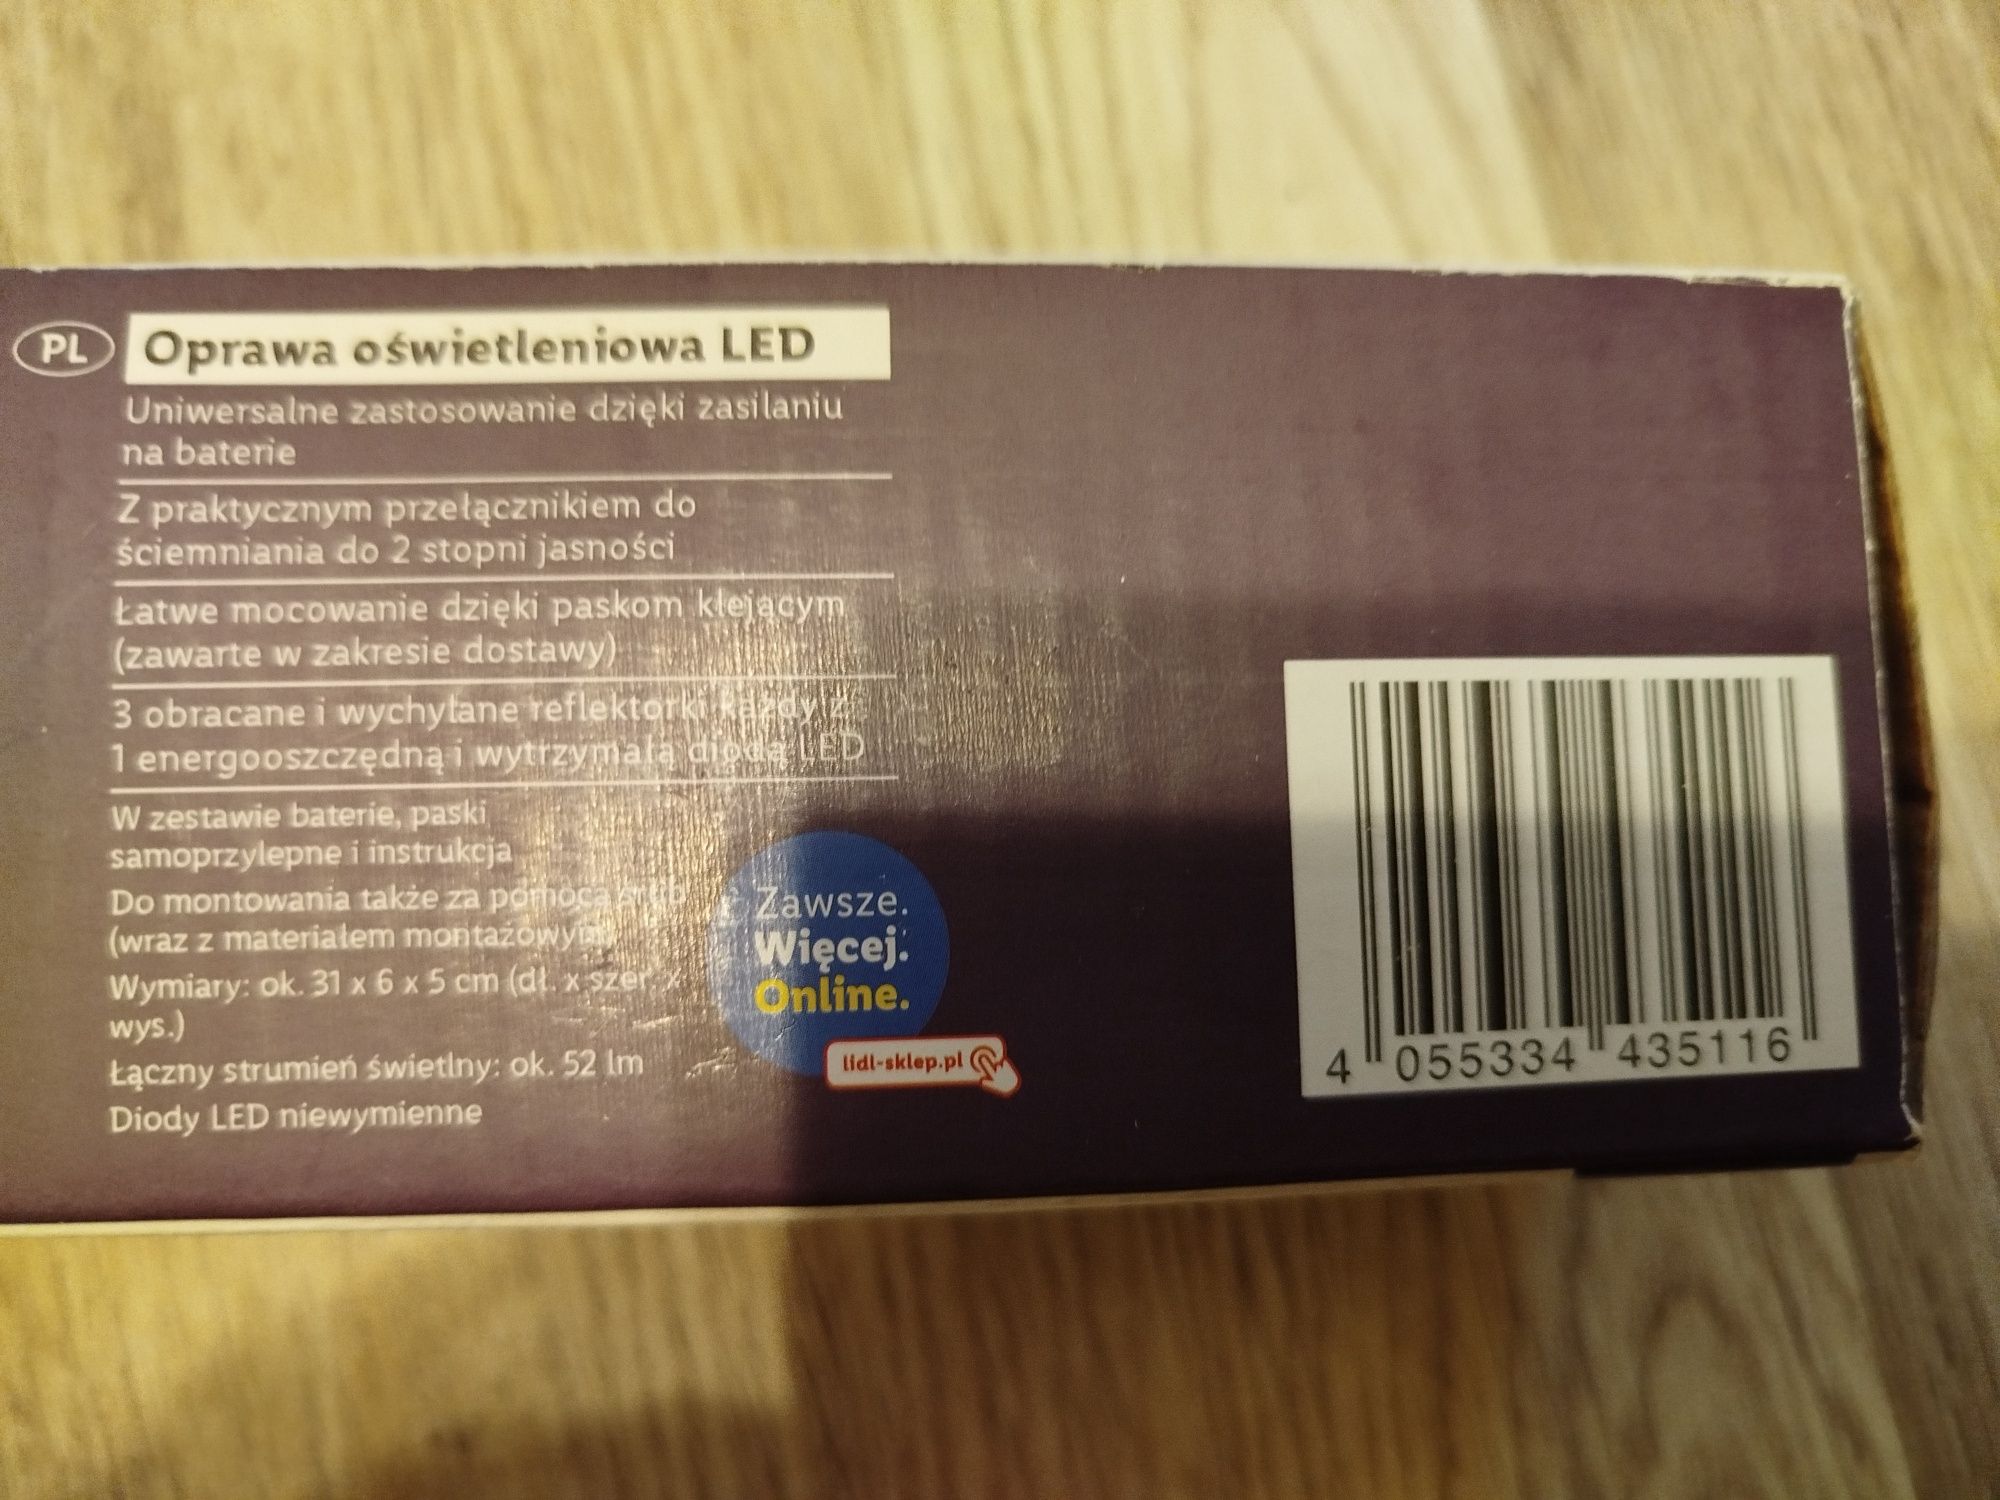 PL
Oprawa oświetleniowa LED
Uniwersalne zastosowanie dzięki zasilaniu
na baterie
Z praktycznym przełącznikiem do
ściemniania do 2 stopni jasności
Łatwe mocowanie dzięki paskom klejącym
(zawarte w zakresie dostawy)
3 obracane i wychylane reflektorki każdy z
1 energooszczędną i wytrzymałą diodą LED
W zestawie baterie, paski
samoprzylepne i instrukcja
Do montowania także za pomocą śrub
(wraz z materiałem montażowym)
Wymiary: ok. 31 x 6 x 5 cm (dł. x szer. x
wys.)
Łączny strumień świetlny: ok. 52 lm
Diody LED niewymienne
Zawsze.
Więcej.
Online.
lidl-sklep.pl
4 055334 435116